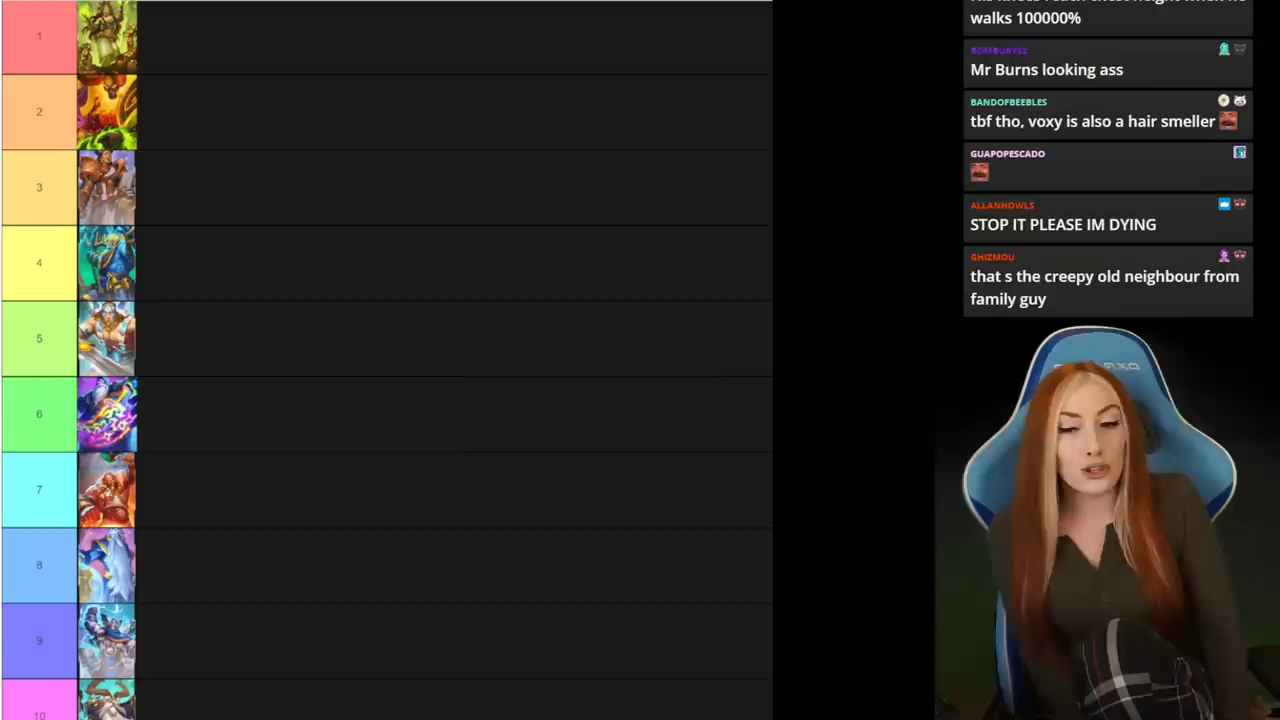 1
2
3
4
5
6
7
8
9
10
walks 100000%
BOMBURYSZ
Mr Burns looking ass
BANDOFBEEBLES
tbf tho, voxy is also a hair smeller
GUAPOPESCADO
ALLANHOWLS
STOP IT PLEASE IM DYING
GHIZMOU
that s the creepy old neighbour from
family guy